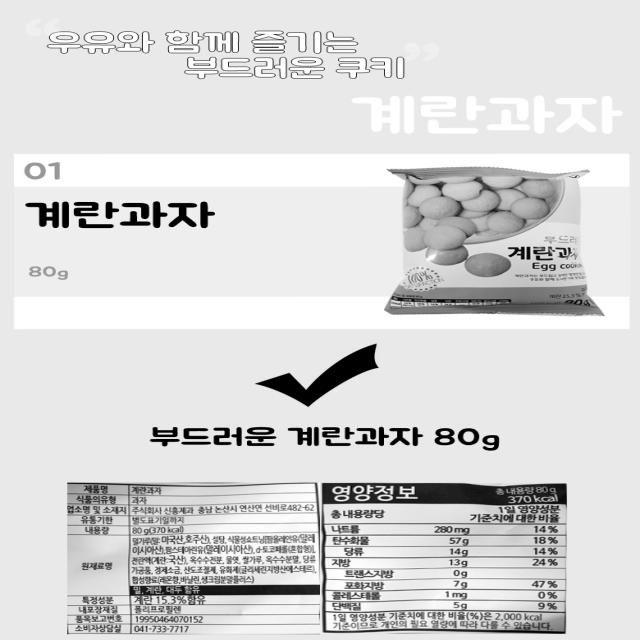 “우유와 함께 즐기는
부드러운 쿠키”
계란과자
01
계란과자
80g
부드러
계란과자
Egg cookie
100%
80g
부드러운 계란과자 80g
제품명 계란과자
식품의유형 과자
업소명 및 소재지 주식회사 신흥제과 충남 논산시 연산면 선비로482-62
유통기한 별도표기일까지
내용량 80 g(370 kcal)
원재료명 밀가루(밀:미국산,호주산), 설탕, 식물성쇼트닝[팜올레인유(말레이시아산),팜스테아린유(말레이시아산), d-토코페롤(혼합형)],
전란액(계란:국산), 옥수수전분, 물엿, 쌀가루, 옥수수분말, 당류
가공품, 정제소금, 산도조절제, 유화제(글리세린지방산에스테르),
합성향료(레몬향,바닐린,생크림분말플러스)
밀, 계란, 대두 함유
특정성분 계란 15.3%함유
내포장재질 폴리프로필렌
품목보고번호 19950464070152
소비자상담실 041-733-7717
영양정보 총 내용량 80 g
370 kcal
총 내용량당 1일 영양성분
기준치에 대한 비율
나트륨 280 mg 14 %
탄수화물 57 g 18 %
당류 14 g 14 %
지방 13 g 24 %
트랜스지방 0 g
포화지방 7 g 47 %
콜레스테롤 1 mg 0 %
단백질 5 g 9 %
1일 영양성분 기준치에 대한 비율(%)은 2,000 kcal
기준이므로 개인의 필요 열량에 따라 다를 수 있습니다.